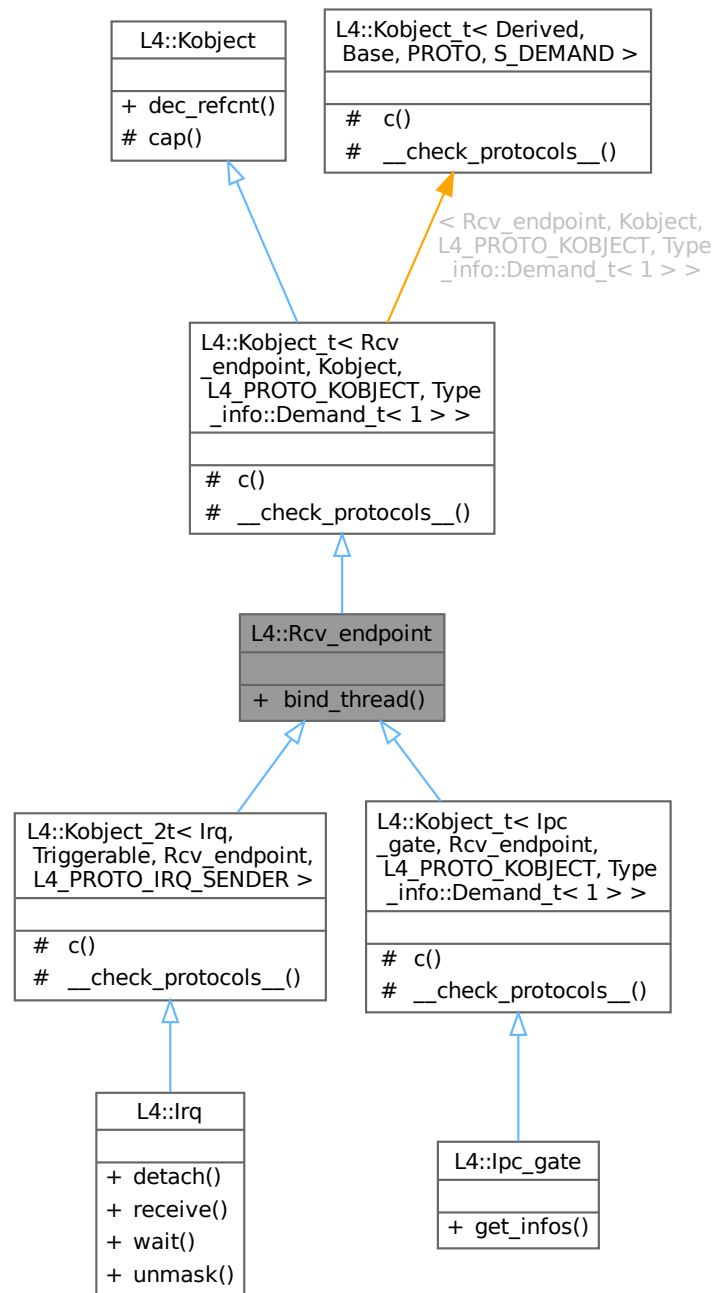 L4::Kobject
+ dec_refcnt()
# cap()
L4::Kobject_t< Derived,
Base, PROTO, S_DEMAND >
# c()
# __check_protocols__()
< Rcv_endpoint, Kobject,
L4_PROTO_KOBJECT, Type
_info::Demand_t< 1 > >
L4::Kobject_t< Rcv
_endpoint, Kobject,
L4_PROTO_KOBJECT, Type
_info::Demand_t< 1 > >
# c()
# __check_protocols__()
L4::Rcv_endpoint
+ bind_thread()
L4::Kobject_2t< Irq,
Triggerable, Rcv_endpoint,
L4_PROTO_IRQ_SENDER >
# c()
# __check_protocols__()
L4::Kobject_t< Ipc
_gate, Rcv_endpoint,
L4_PROTO_KOBJECT, Type
_info::Demand_t< 1 > >
# c()
# __check_protocols__()
L4::Irq
+ detach()
+ receive()
+ wait()
+ unmask()
L4::Ipc_gate
+ get_infos()